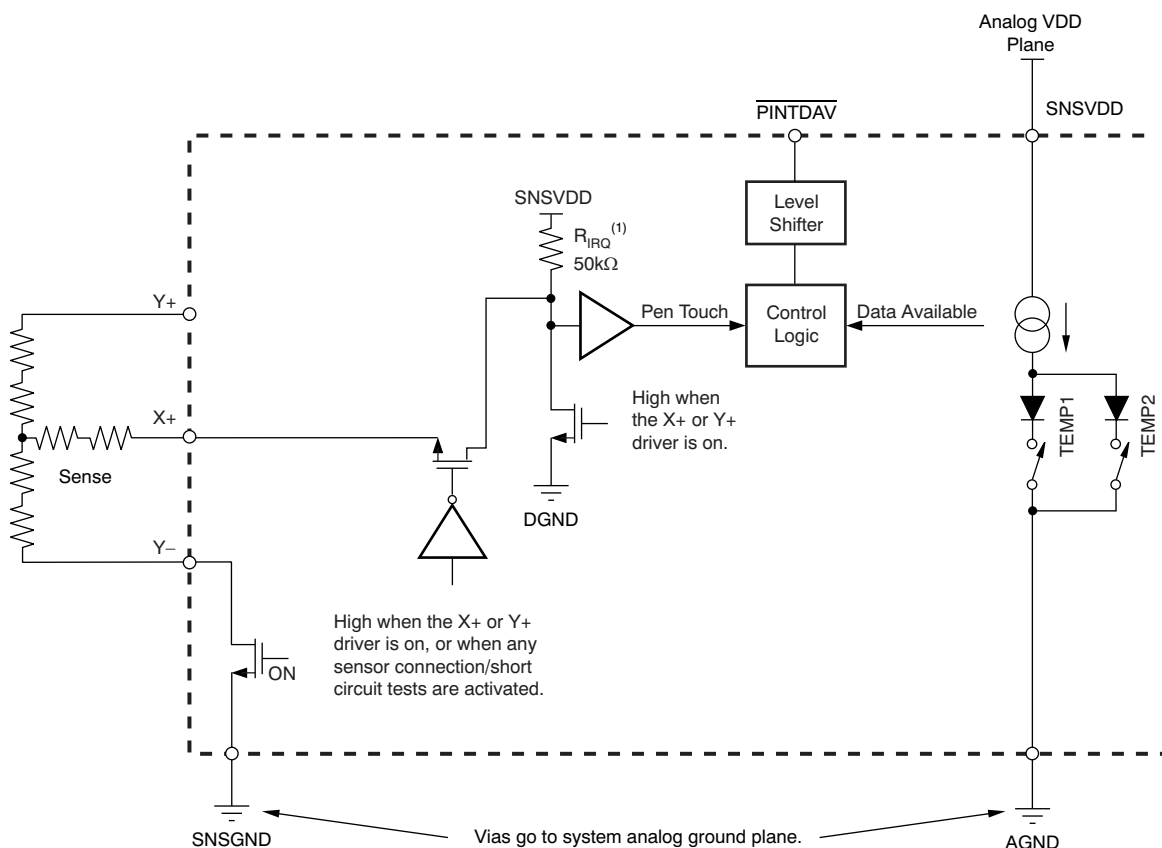 Analog VDD
Plane
PINTDAV
SNSVDD
SNSVDD
Level
Shifter
RIRQ(1)
50kΩ
Y+
Pen Touch
Control
Logic
Data Available
High when
the X+ or Y+
driver is on.
X+
TEMP1
TEMP2
Sense
DGND
Y–
High when the X+ or Y+
driver is on, or when any
sensor connection/short
circuit tests are activated.
ON
SNSGND
Vias go to system analog ground plane.
AGND